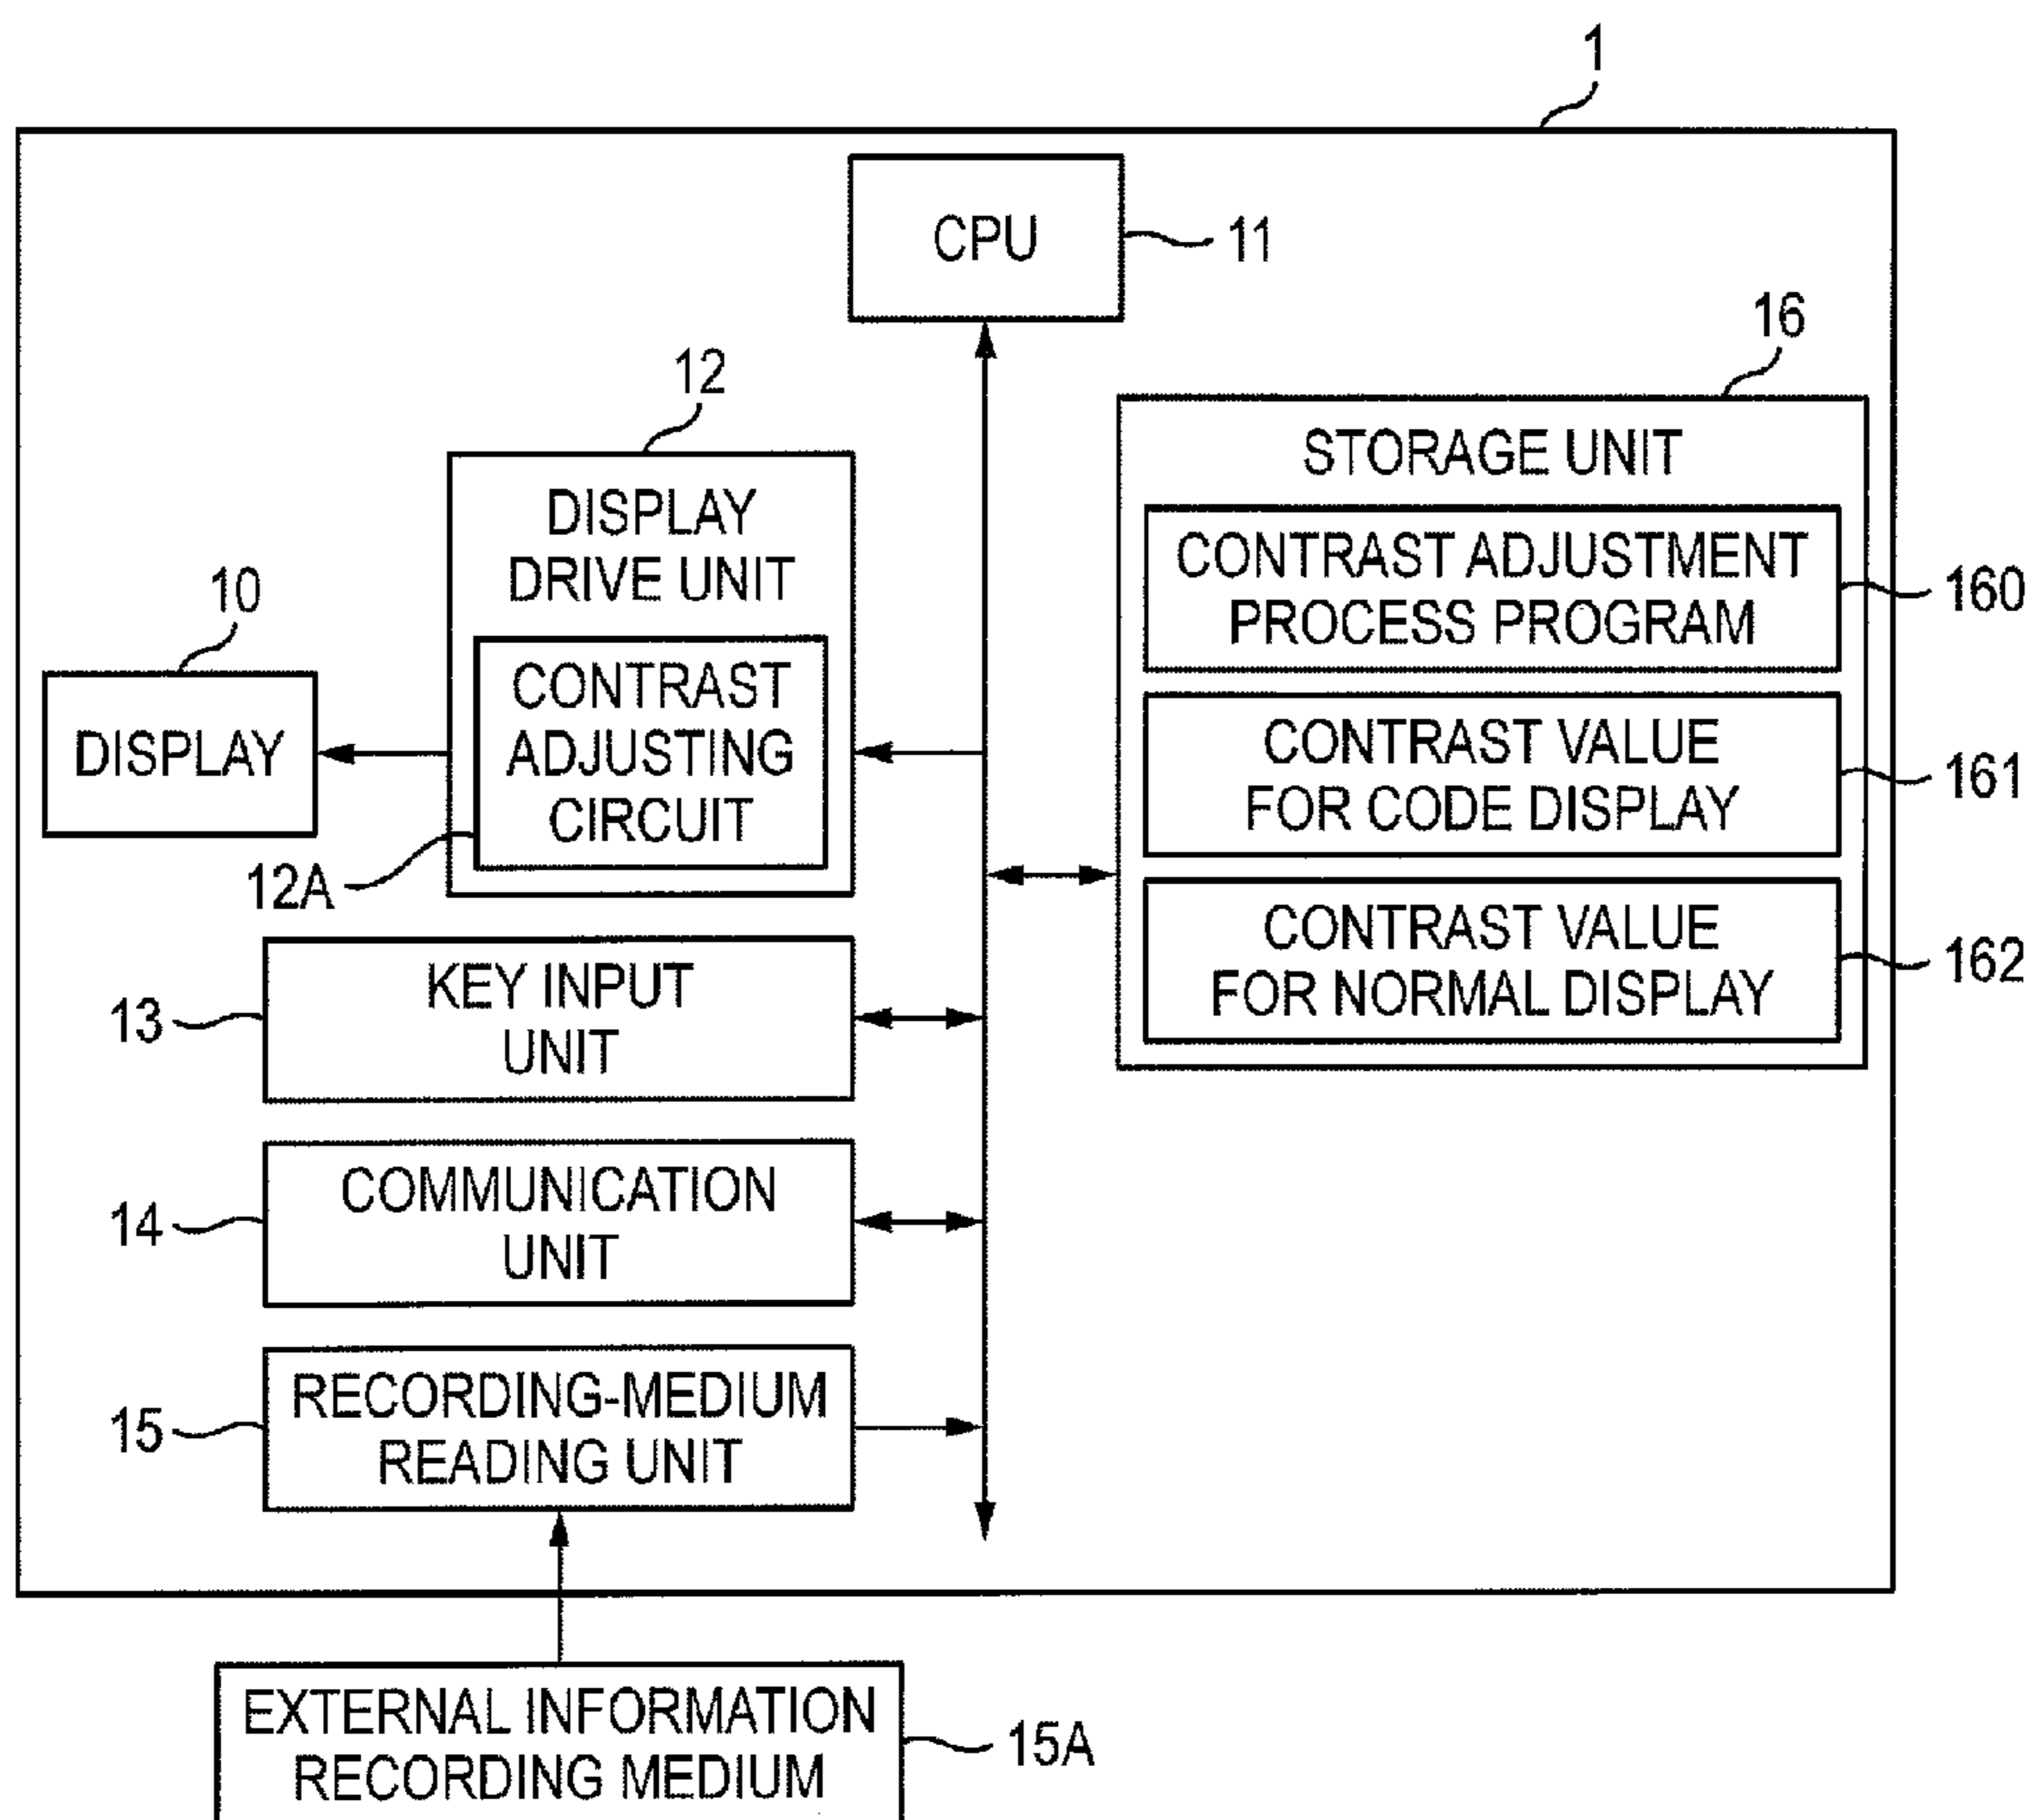 1
CPU
11
16
12
STORAGE UNIT
DISPLAY
DRIVE UNIT
CONTRAST ADJUSTMENT
PROCESS PROGRAM
160
10
CONTRAST
ADJUSTING
CIRCUIT
DISPLAY
CONTRAST VALUE
FOR CODE DISPLAY
161
12A
CONTRAST VALUE
FOR NORMAL DISPLAY
162
KEY INPUT
UNIT
13
COMMUNICATION
UNIT
14
RECORDING-MEDIUM
READING UNIT
15
EXTERNAL INFORMATION
RECORDING MEDIUM
15A